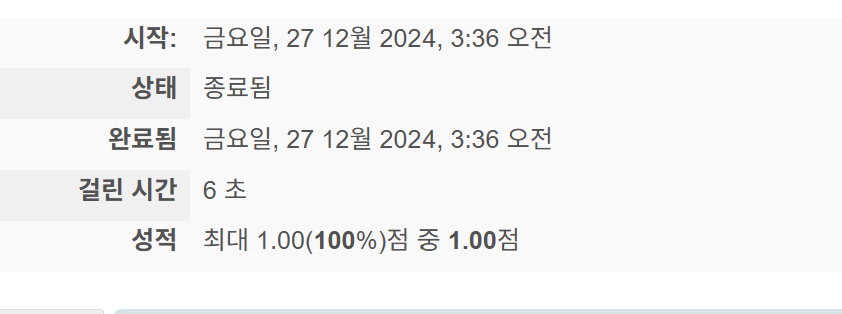 시작: 금요일, 27 12월 2024, 3:36 오전
상태 종료됨
완료됨 금요일, 27 12월 2024, 3:36 오전
걸린 시간 6 초
성적 최대 1.00(100%)점 중 1.00점